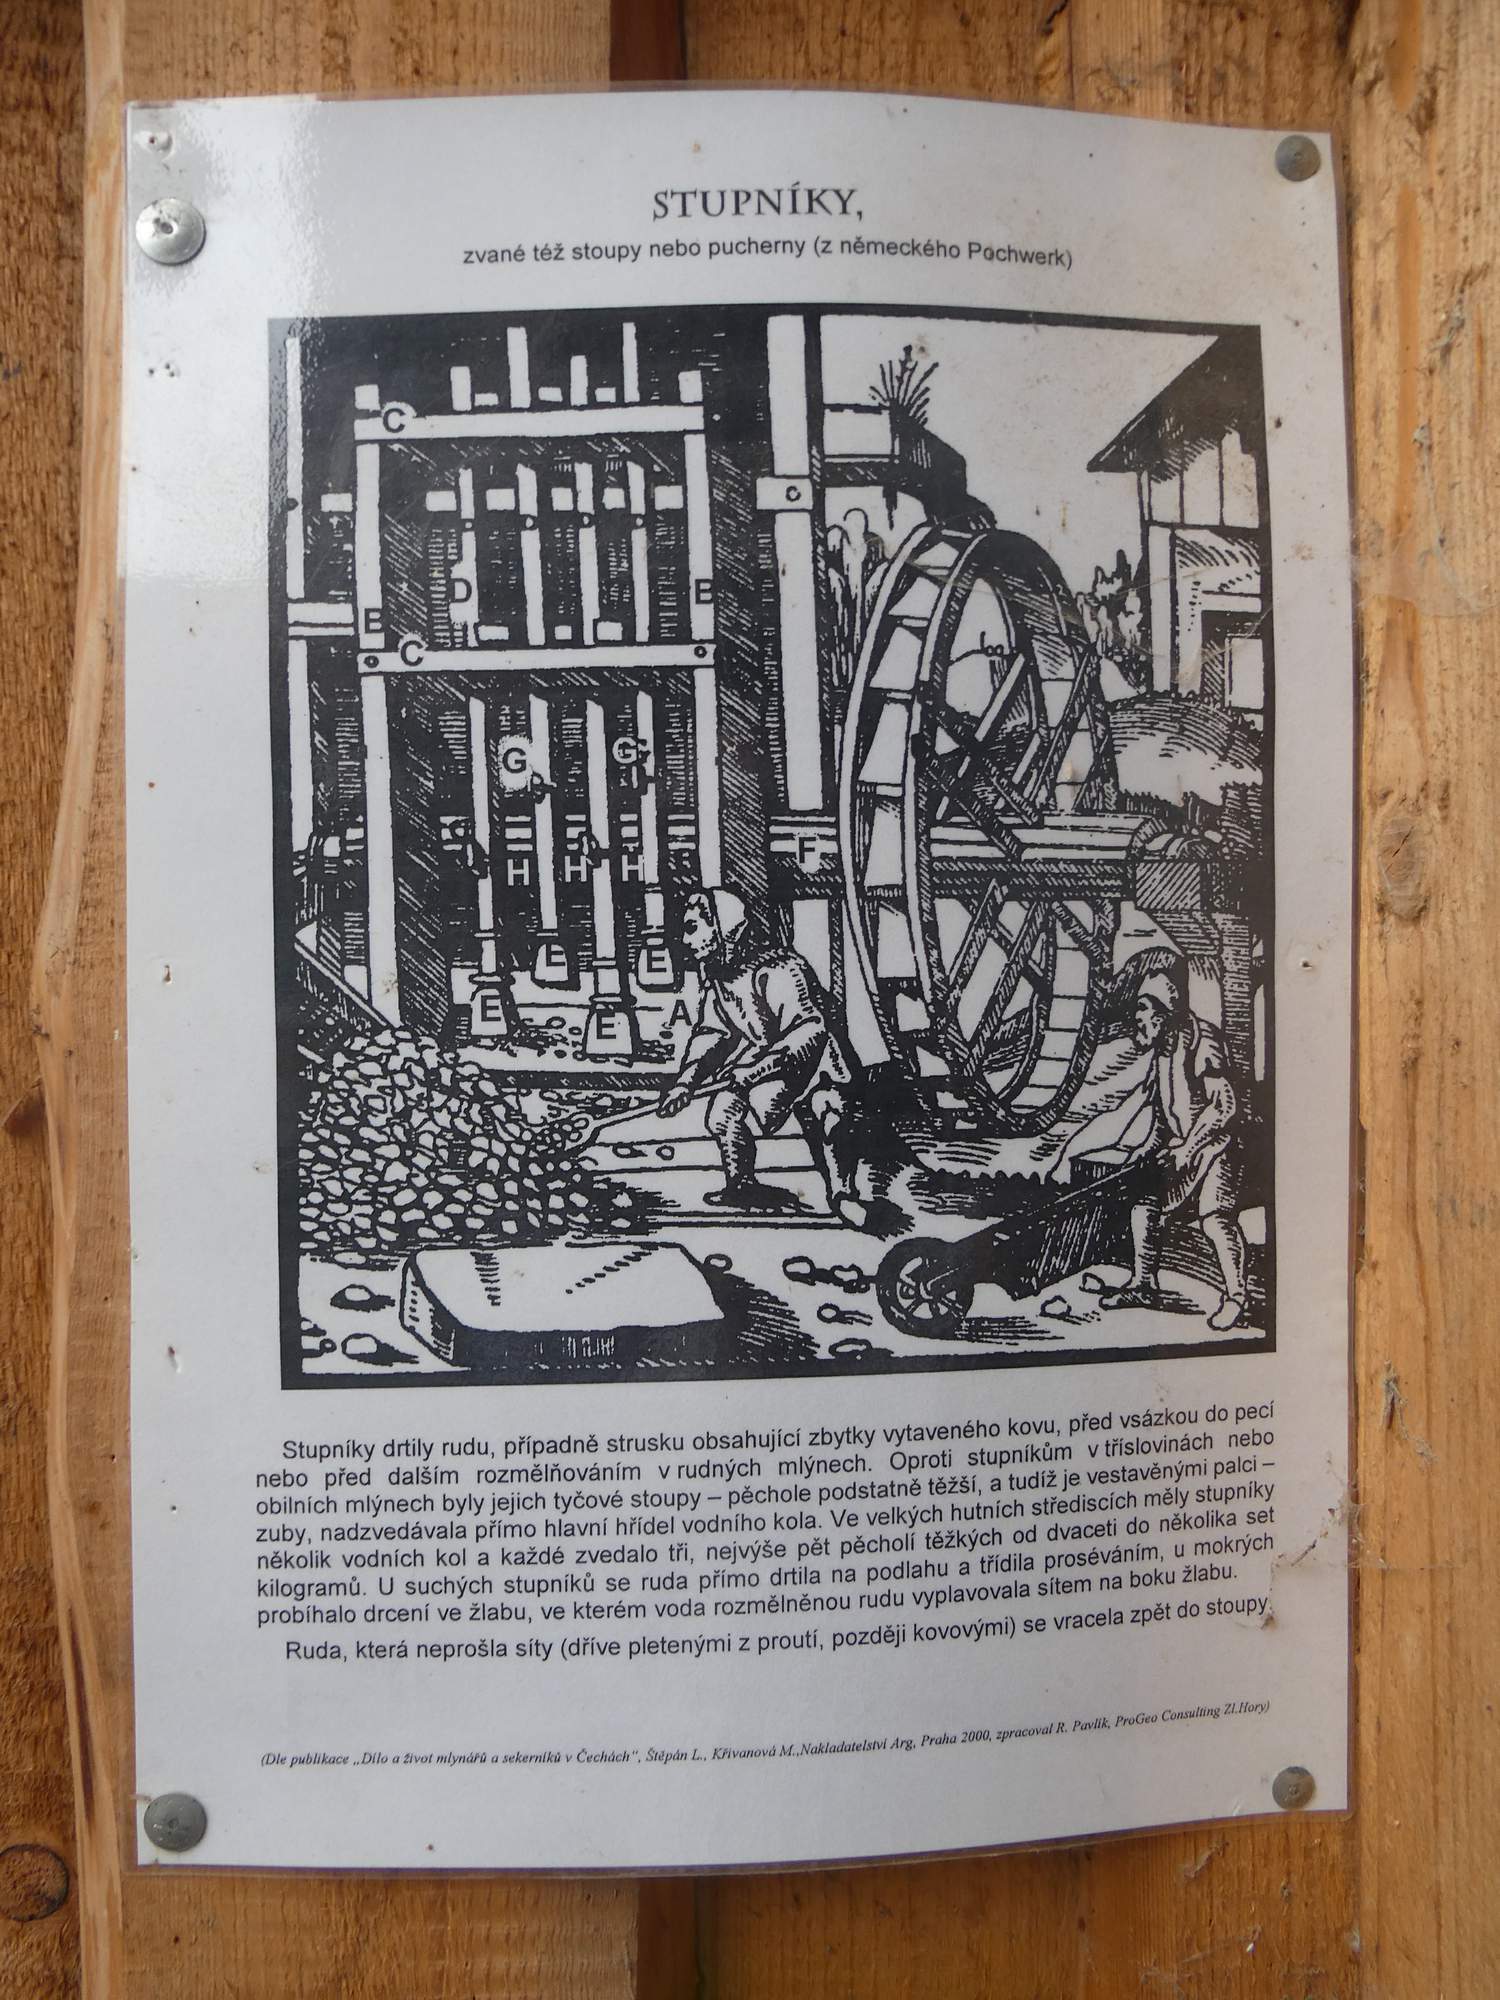 STUPNÍKY,
zvané též stoupy nebo pucherny (z německého Pochwerk)
C
D
B
B
C
G
G
H
H
H
F
E
E
E
E
A
Stupníky drtily rudu, případně strusku obsahující zbytky vytaveného kovu, před vsázkou do pecí
nebo před dalším rozmělňováním v rudných mlýnech. Oproti stupníkům v tříslovinách nebo
obilních mlýnech byly jejich tyčové stoupy – pěchole podstatně těžší, a tudíž je vestavěnými palci –
zuby, nadzvedávala přímo hlavní hřídel vodního kola. Ve velkých hutních střediscích měly stupníky
několik vodních kol a každé zvedalo tři, nejvýše pět pěcholí těžkých od dvaceti do několika set
kilogramů. U suchých stupníků se ruda přímo drtila na podlahu a třídila proséváním, u mokrých
probíhalo drcení ve žlabu, ve kterém voda rozmělněnou rudu vyplavovala sítem na boku žlabu.
Ruda, která neprošla síty (dříve pletenými z proutí, později kovovými) se vracela zpět do stoupy.
(Dle publikace „Dílo a život mlynářů a sekerníků v Čechách“, Štěpán L., Křivanová M.,Nakladatelství Arg, Praha 2000, zpracoval R. Pavlík, ProGeo Consulting Zl.Hory)